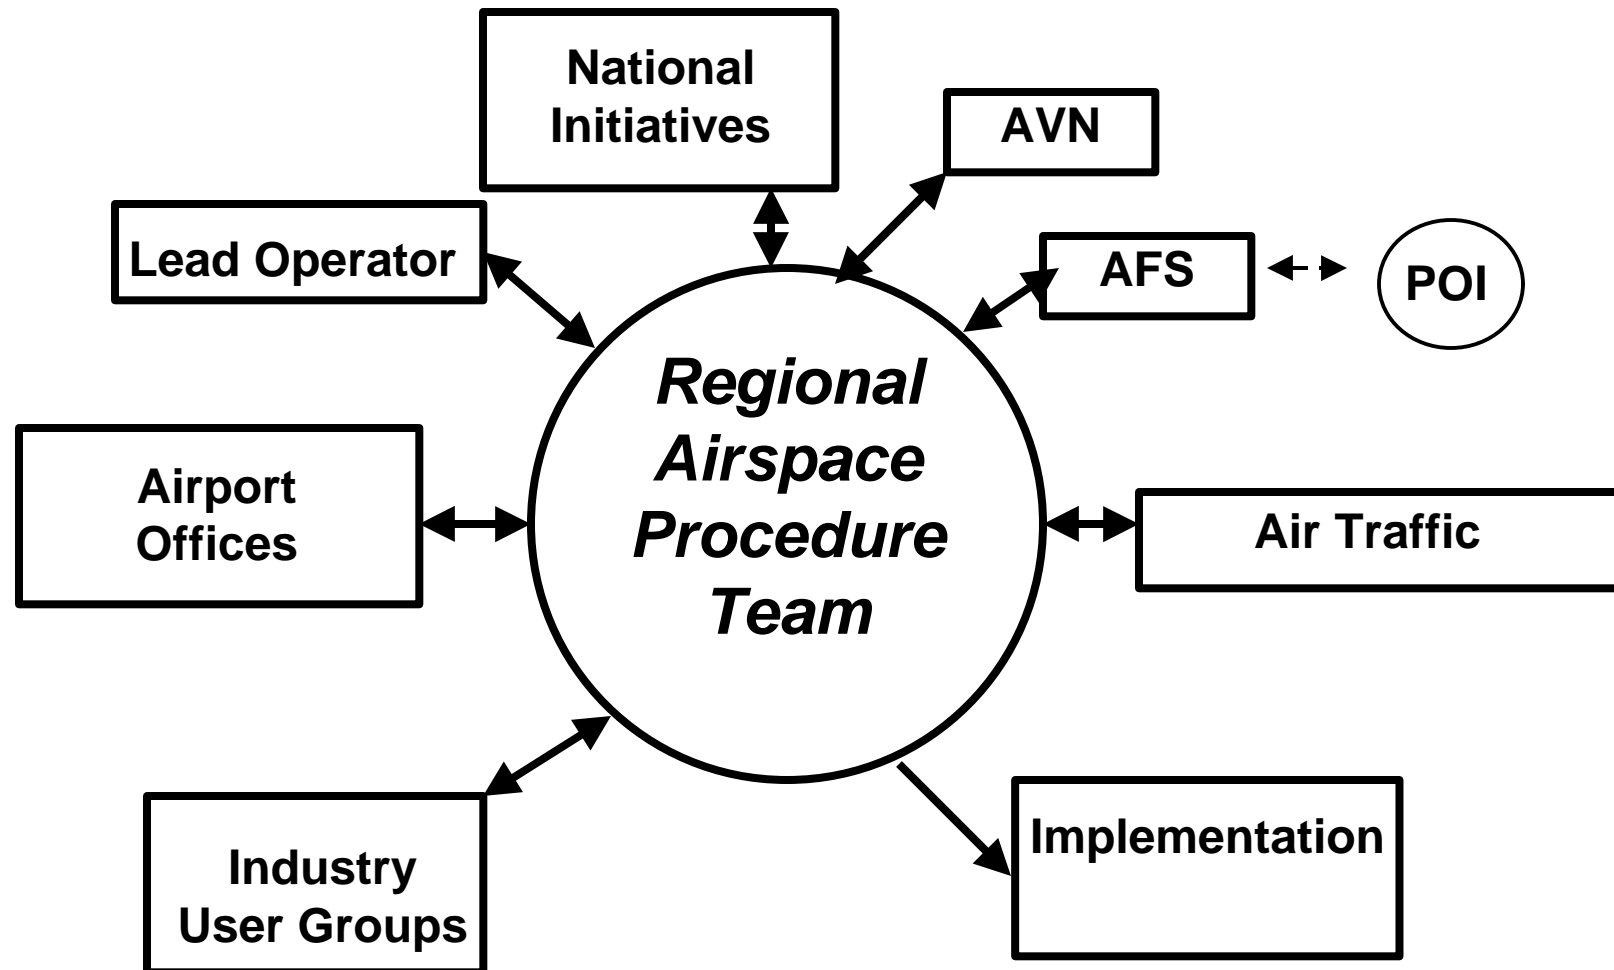 National
Initiatives
AVN
Lead Operator
AFS
POI
Regional
Airspace
Procedure
Team
Airport
Offices
Air Traffic
Industry
User Groups
Implementation